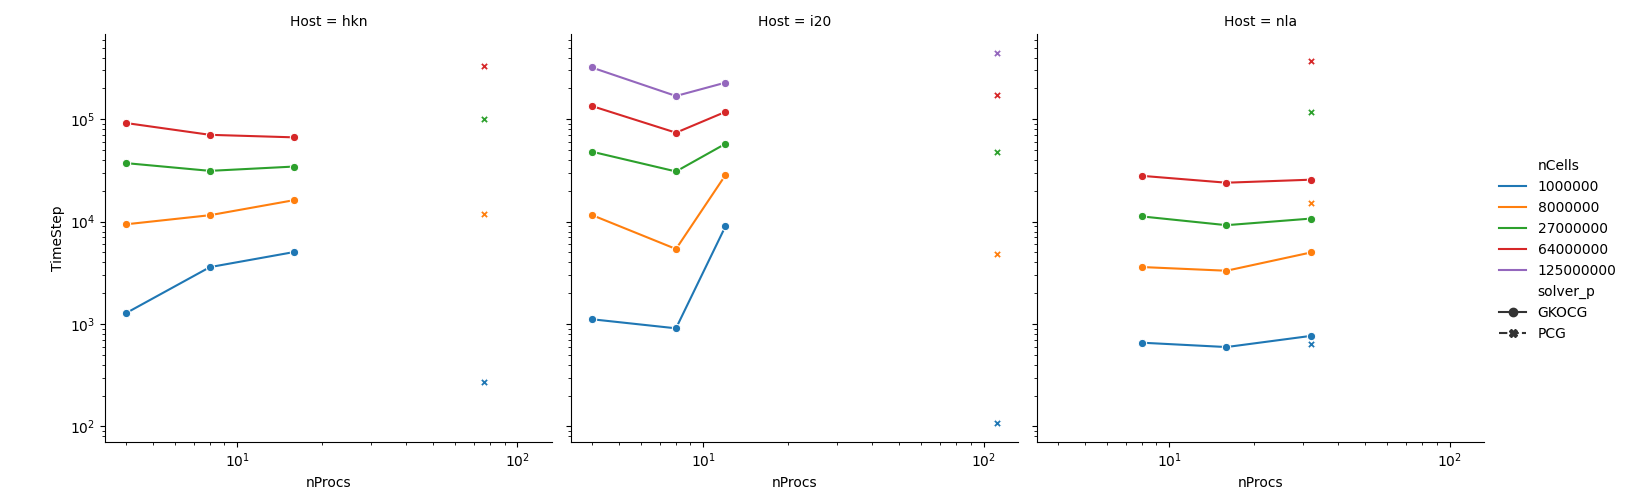 Host = hkn
Host = i20
Host = nla
TimeStep
10^5
10^4
10^3
10^2
10^1
10^2
10^1
10^2
10^1
10^2
nProcs
nProcs
nProcs
nCells
1000000
8000000
27000000
64000000
125000000
solver_p
GKOCG
PCG